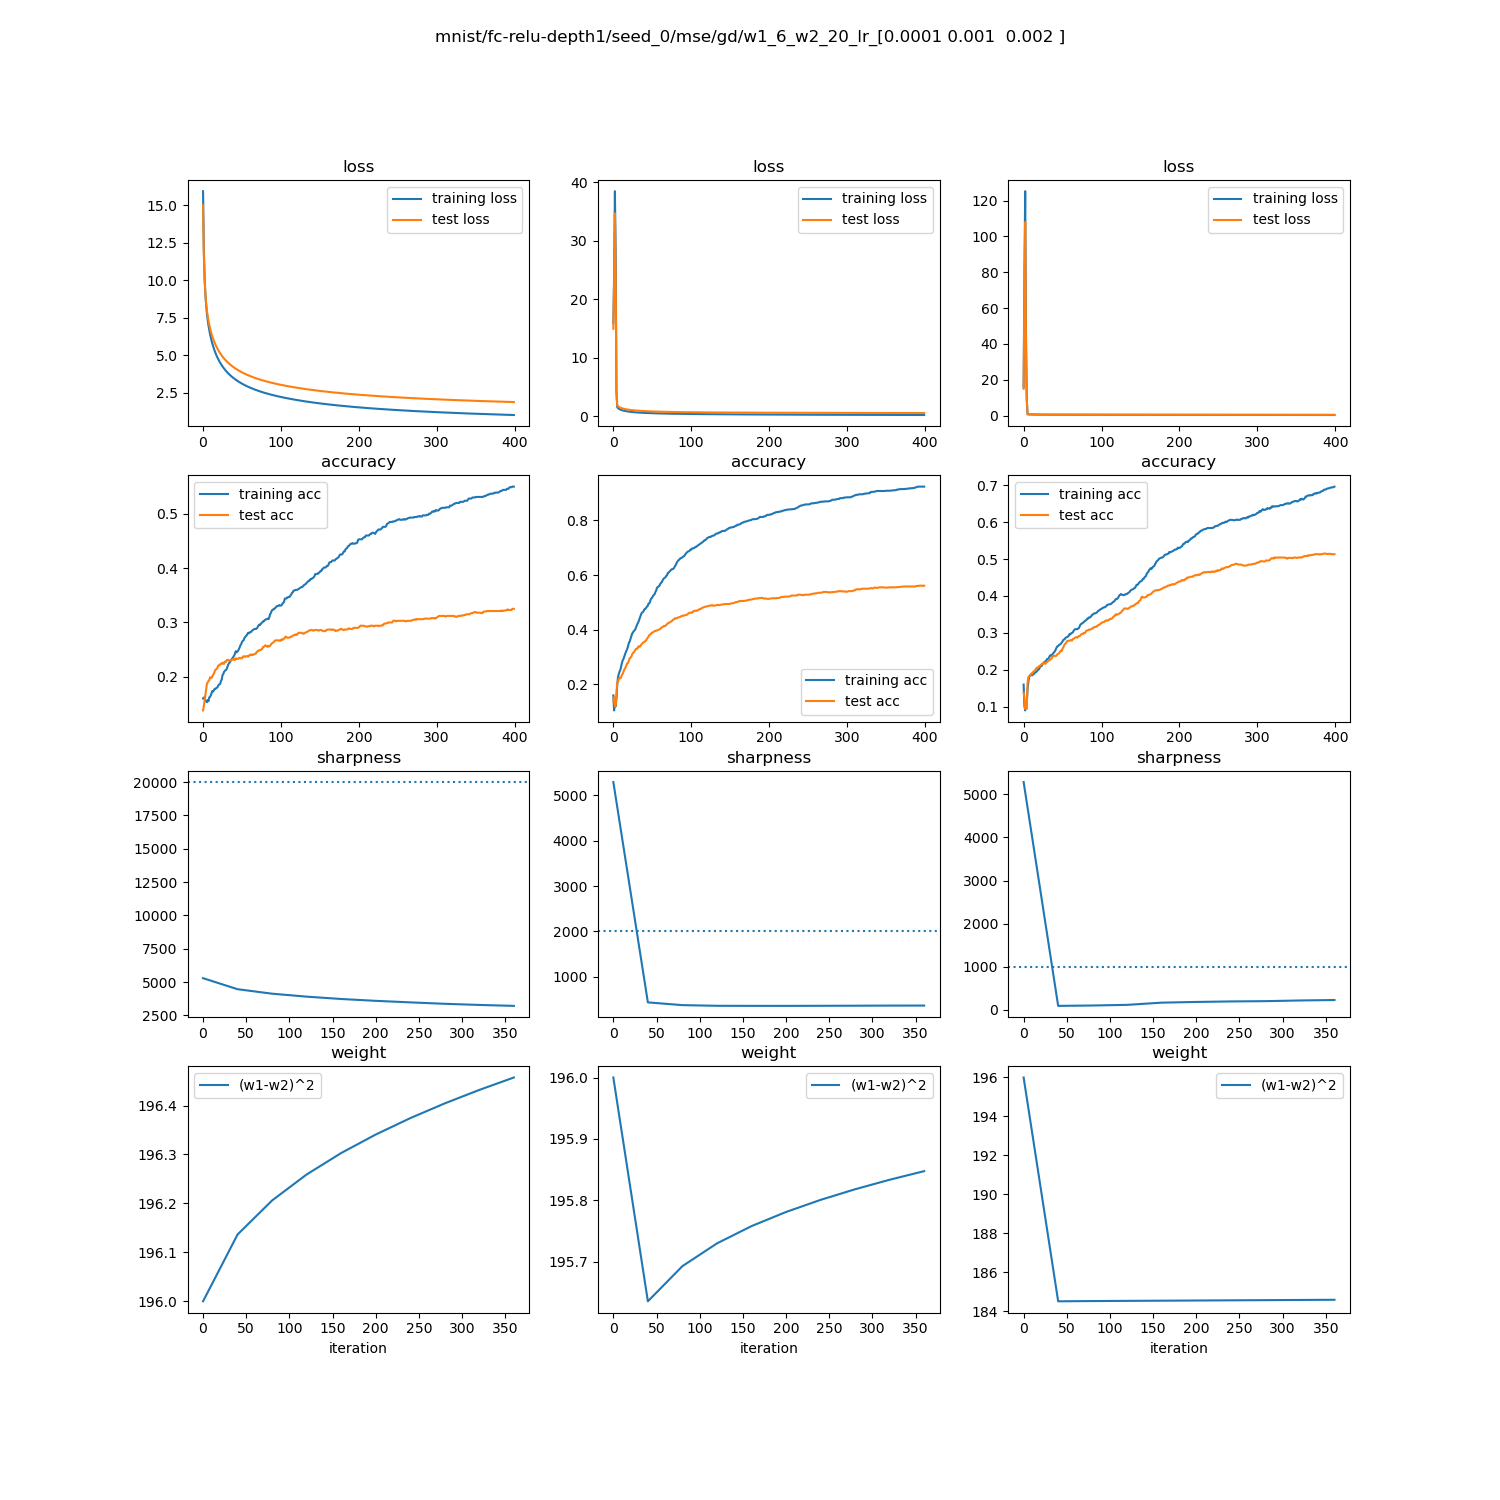 mnist/fc-relu-depth1/seed_0/mse/gd/w1_6_w2_20_lr_[0.0001 0.001  0.002 ]
loss
training loss
test loss
15.0
12.5
10.0
7.5
5.0
2.5
0 100 200 300 400
loss
training loss
test loss
40
30
20
10
0
0 100 200 300 400
loss
training loss
test loss
120
100
80
60
40
20
0
0 100 200 300 400
accuracy
training acc
test acc
0.5
0.4
0.3
0.2
0 100 200 300 400
accuracy
0.8
0.6
0.4
0.2
training acc
test acc
0 100 200 300 400
accuracy
training acc
test acc
0.7
0.6
0.5
0.4
0.3
0.2
0.1
0 100 200 300 400
sharpness
20000
17500
15000
12500
10000
7500
5000
2500
0 50 100 150 200 250 300 350
sharpness
5000
4000
3000
2000
1000
0 50 100 150 200 250 300 350
sharpness
5000
4000
3000
2000
1000
0
0 50 100 150 200 250 300 350
weight
(w1-w2)^2
196.4
196.3
196.2
196.1
196.0
0 50 100 150 200 250 300 350
iteration
weight
(w1-w2)^2
196.0
195.9
195.8
195.7
0 50 100 150 200 250 300 350
iteration
weight
(w1-w2)^2
196
194
192
190
188
186
184
0 50 100 150 200 250 300 350
iteration